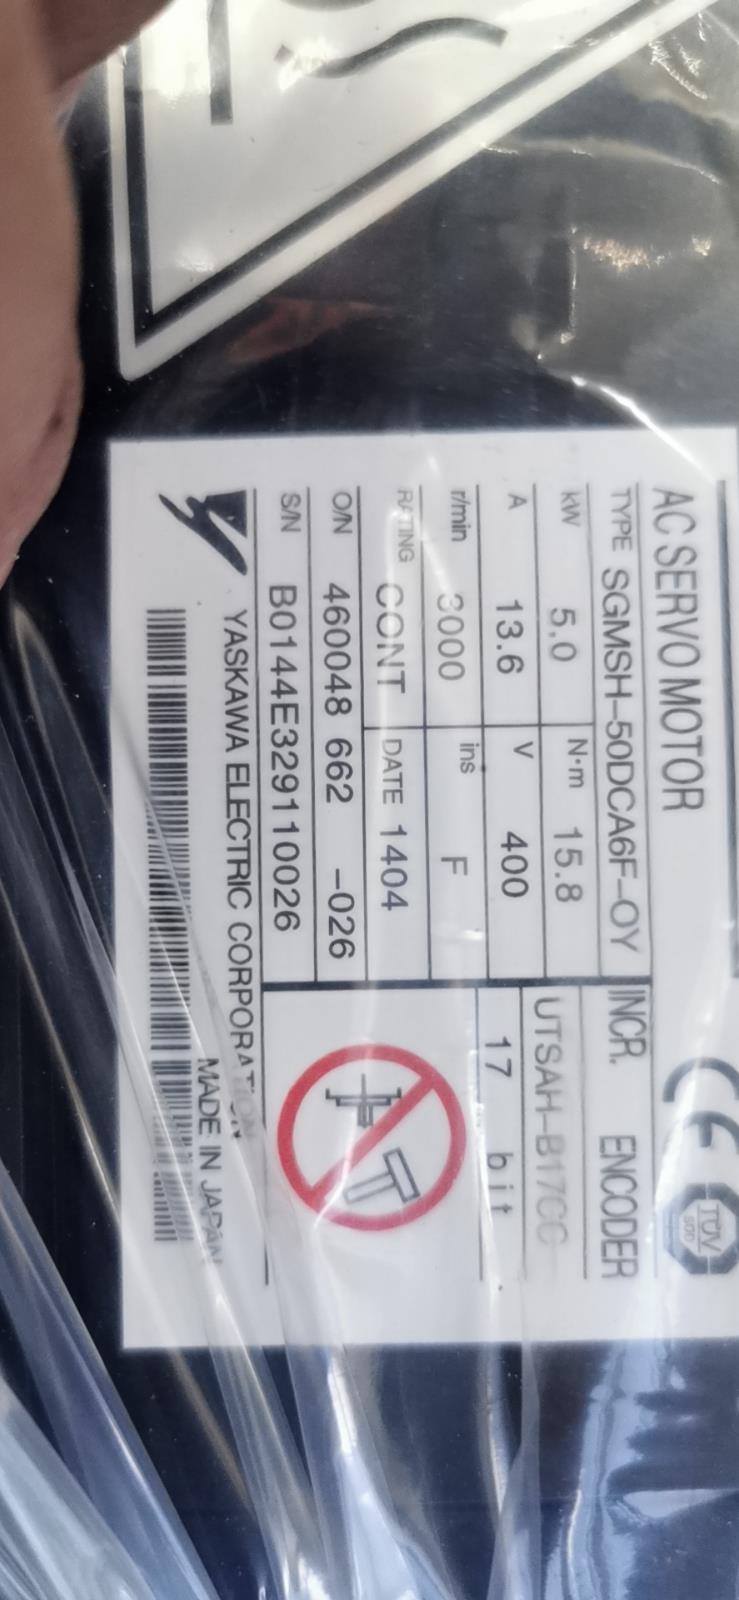 AC SERVO MOTOR
TYPE SGMSH-50DCA6F-OY INCR. ENCODER
kW 5.0 N·m 15.8 UTSAH-B17CC
A 13.6 V 400 17 bit
r/min 3000 ins F
RATING CONT DATE 1404
O/N 460048 662 -026
S/N B0144E329110026
YASKAWA ELECTRIC CORPORATION
MADE IN JAPAN
CE
TÜV